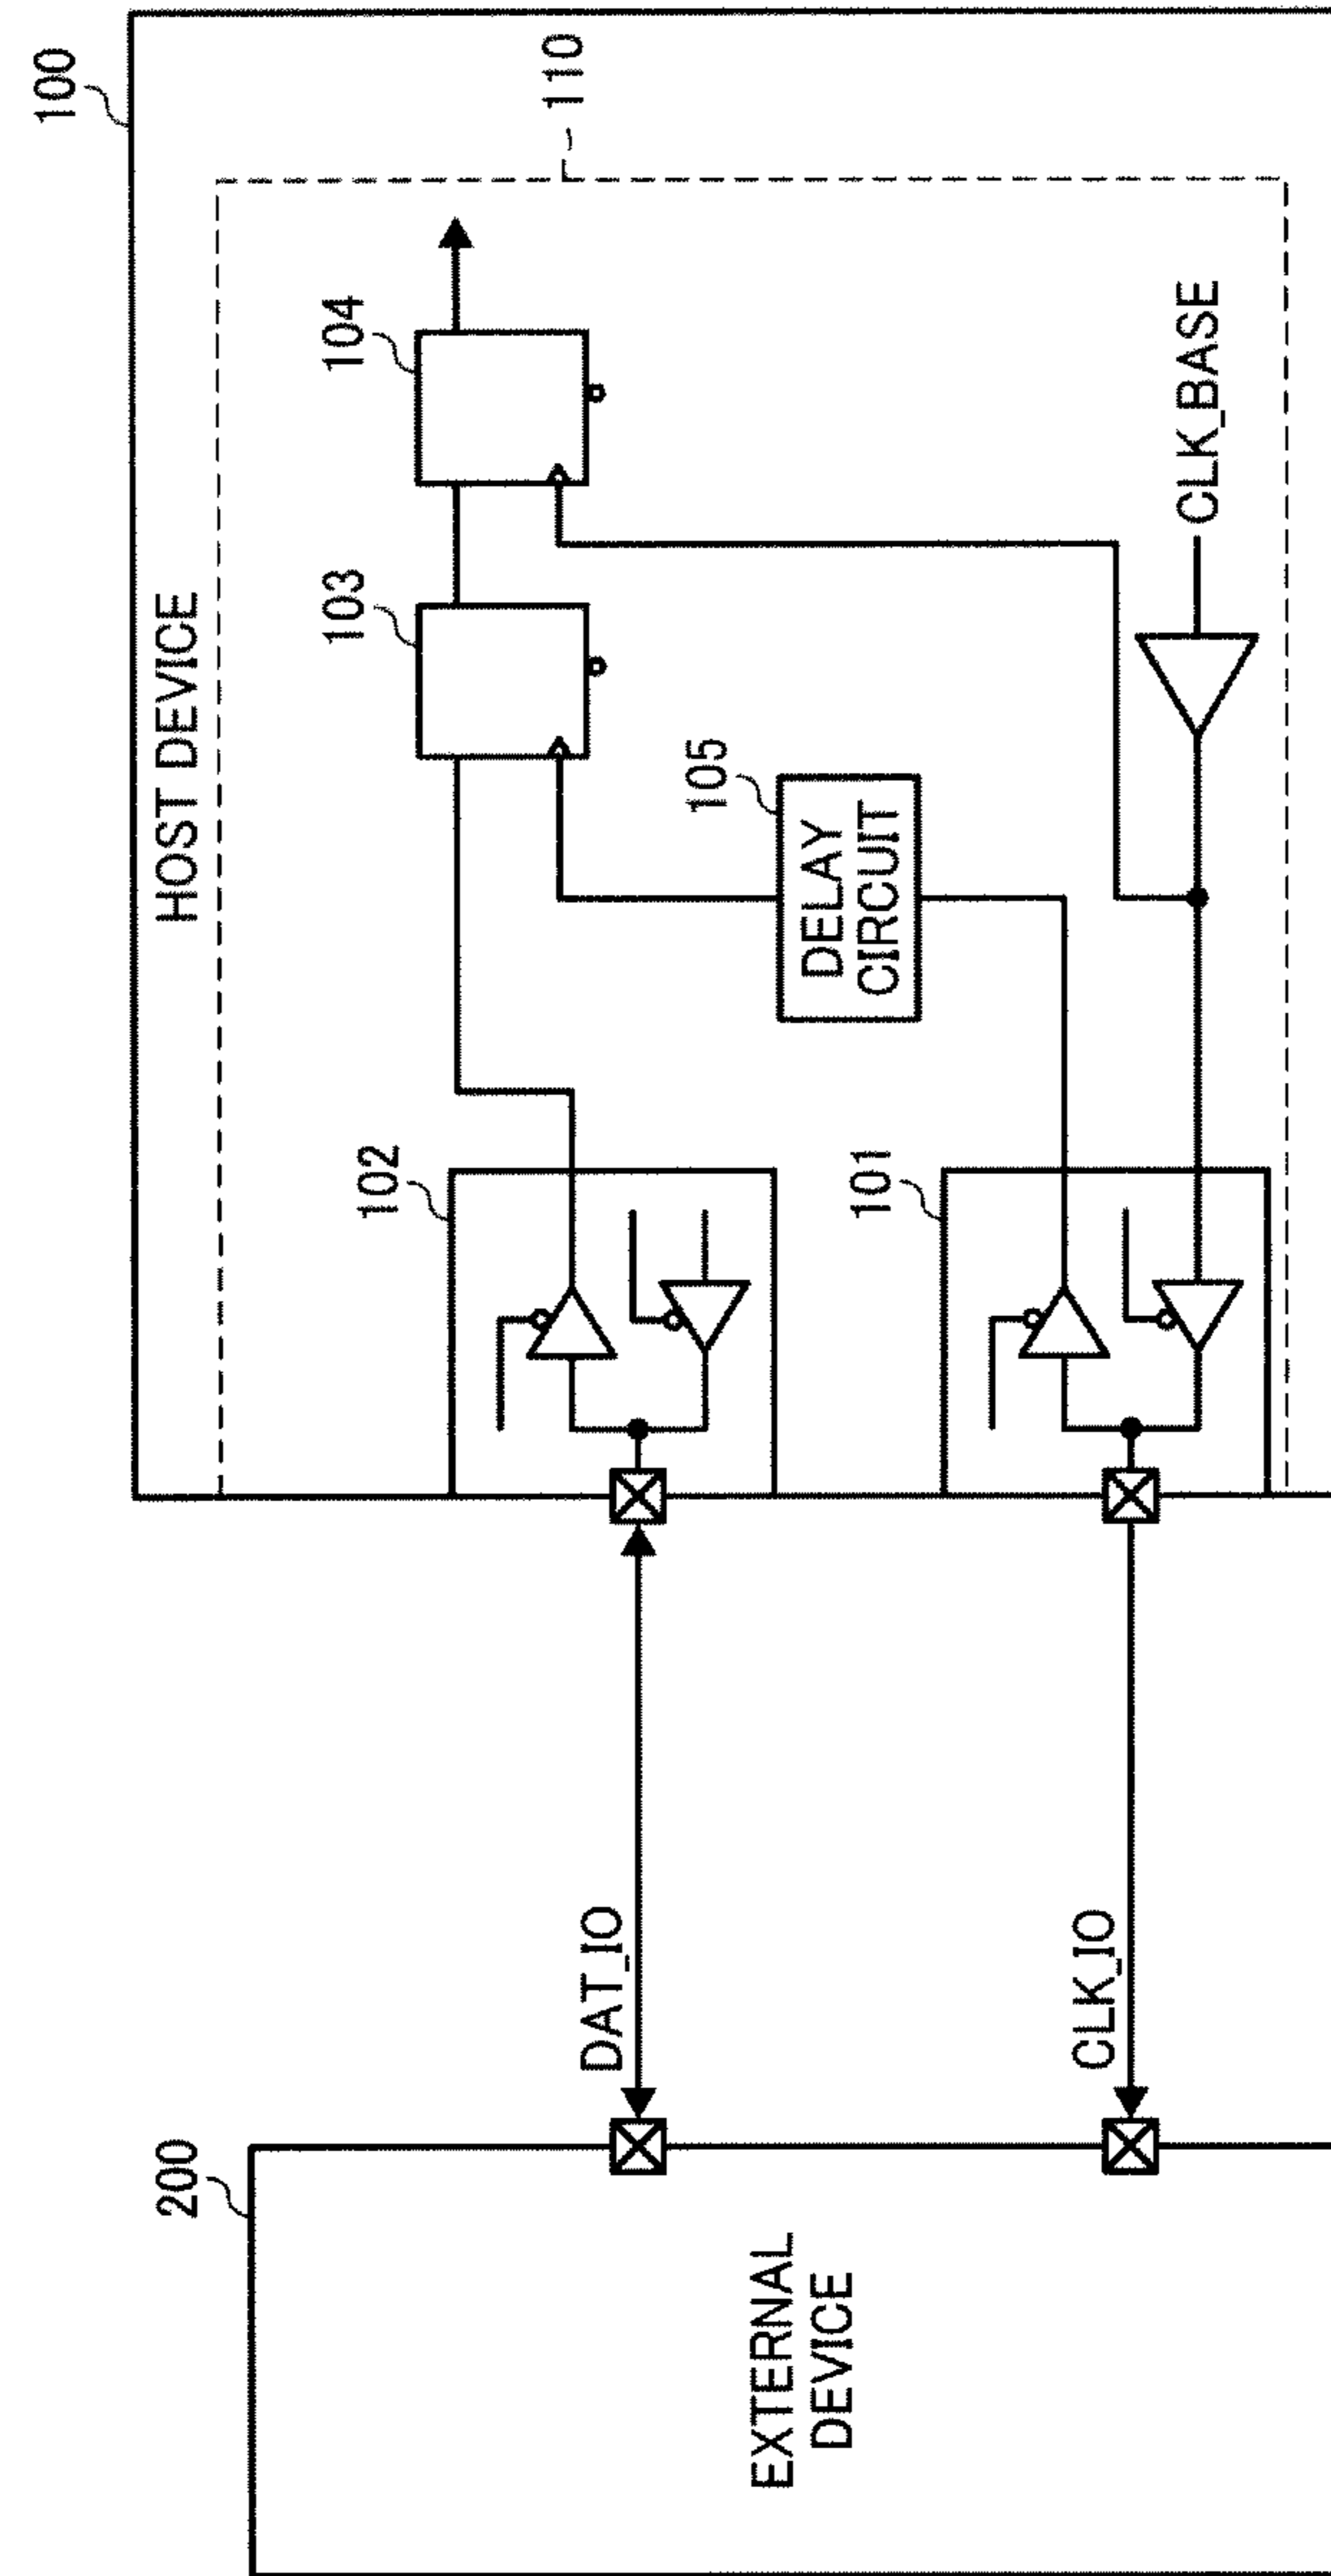 100
HOST DEVICE
110
104
103
105
DELAY
CIRCUIT
CLK_BASE
102
101
DAT_IO
CLK_IO
200
EXTERNAL
DEVICE